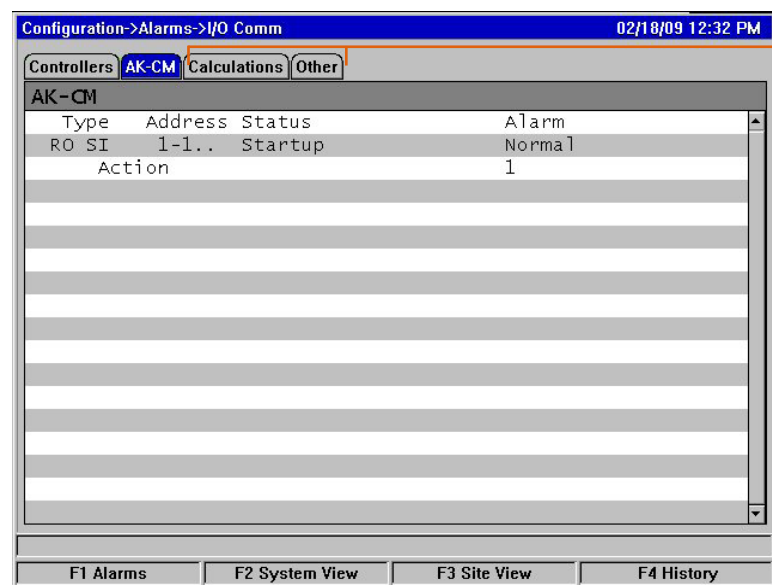 Configuration->Alarms->I/O Comm 02/18/09 12:32 PM
Controllers AK-CM Calculations Other
AK-CM
Type Address Status Alarm
RO SI 1-1.. Startup Normal
Action 1
F1 Alarms F2 System View F3 Site View F4 History